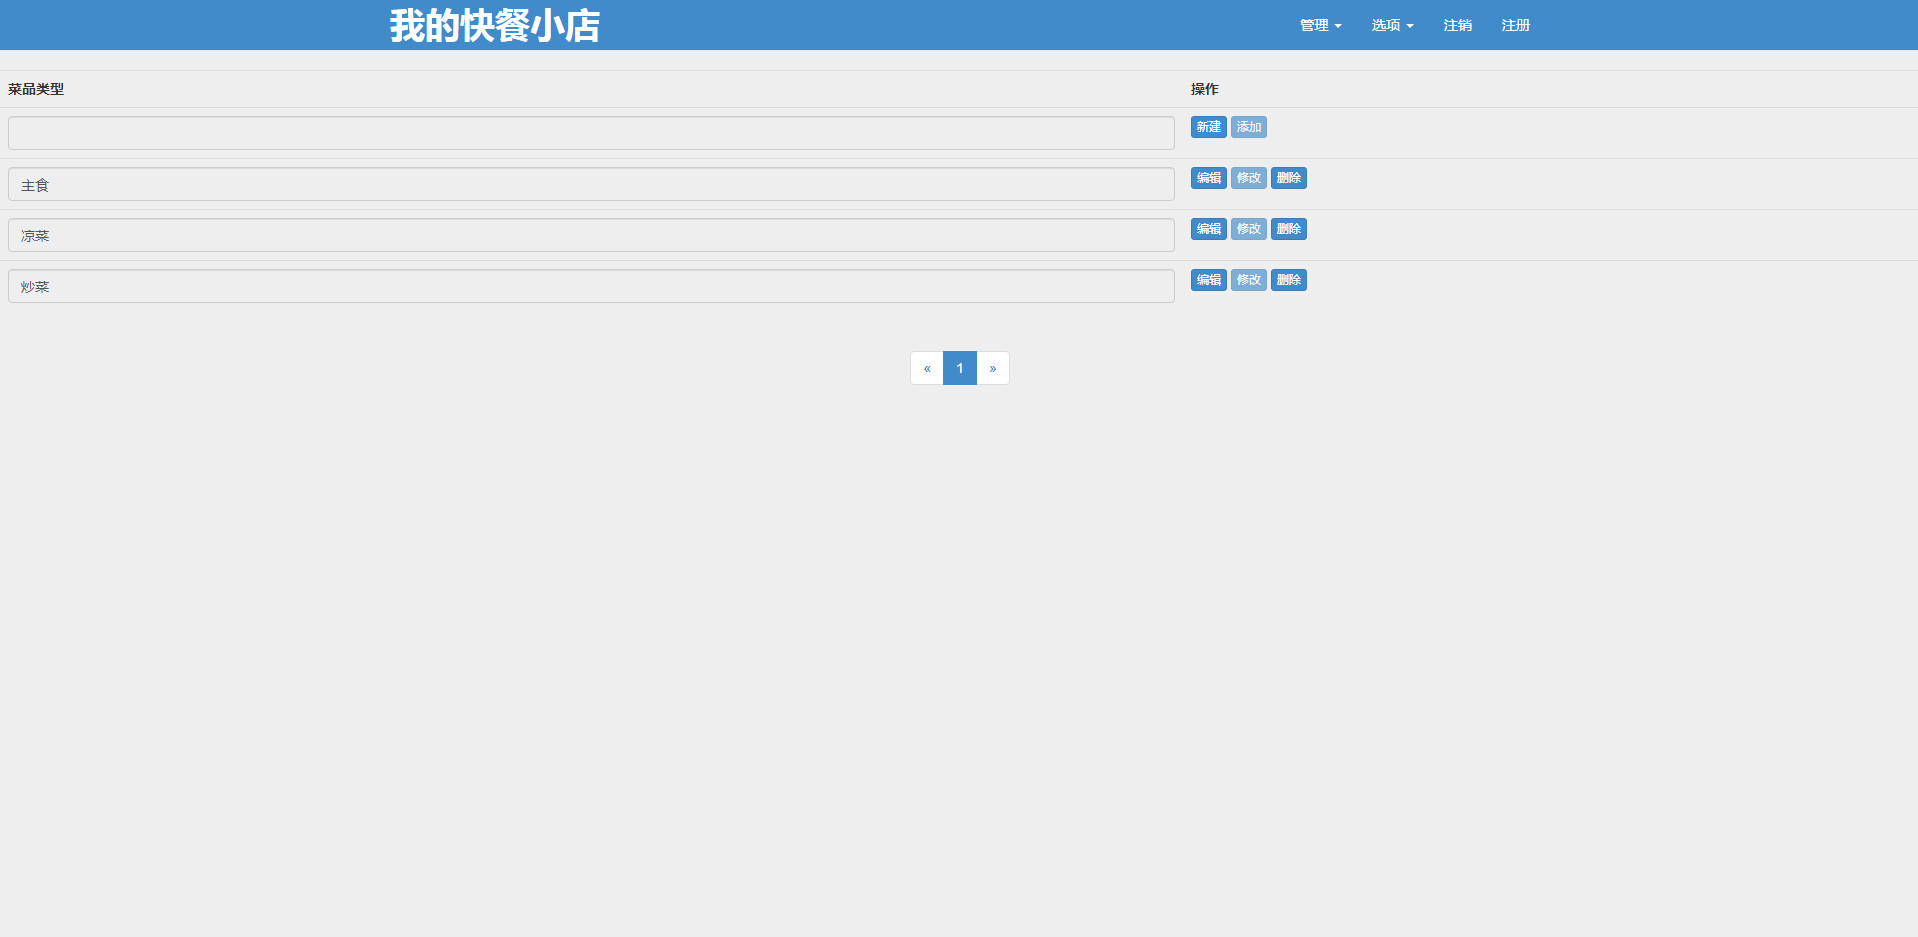 我的快餐小店 管理 选项 注销 注册
菜品类型 操作
新建 添加
主食 编辑 修改 删除
凉菜 编辑 修改 删除
炒菜 编辑 修改 删除
« 1 »